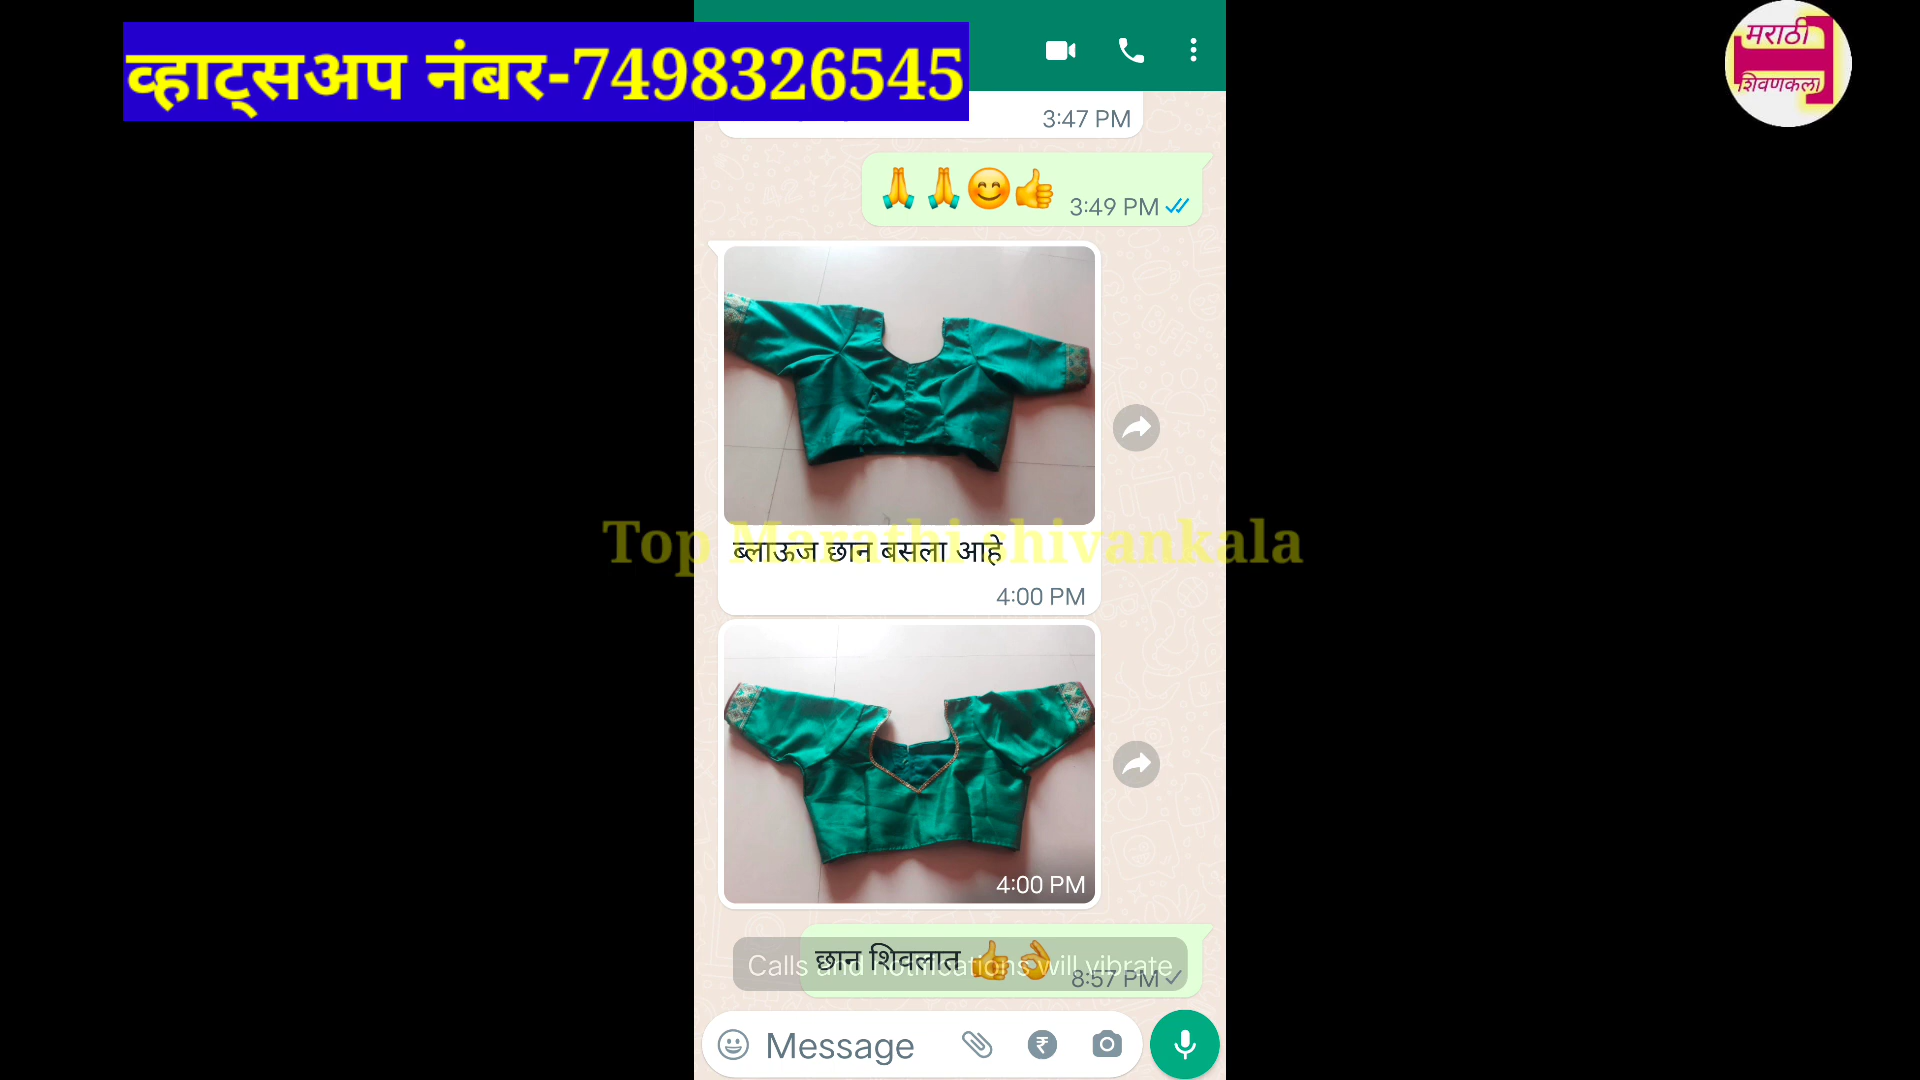 व्हाट्सअप नंबर-7498326545
मराठी
शिवणकला
3:47 PM
🙏🙏😊👍 3:49 PM
ब्लाऊज छान बसला आहे
4:00 PM
Top Marathi shivankala
4:00 PM
छान शिवलात 👍👌 8:57 PM
Calls and notifications will vibrate
Message